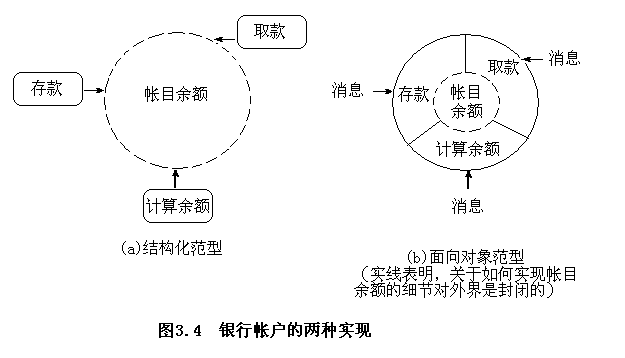 取款
存款
帐目余额
计算余额
(a)结构化范型
取款
消息
消息
存款
帐目
余额
计算余额
消息
(b)面向对象范型
(实线表明，关于如何实现帐目
余额的细节对外界是封闭的)
图3.4 银行帐户的两种实现